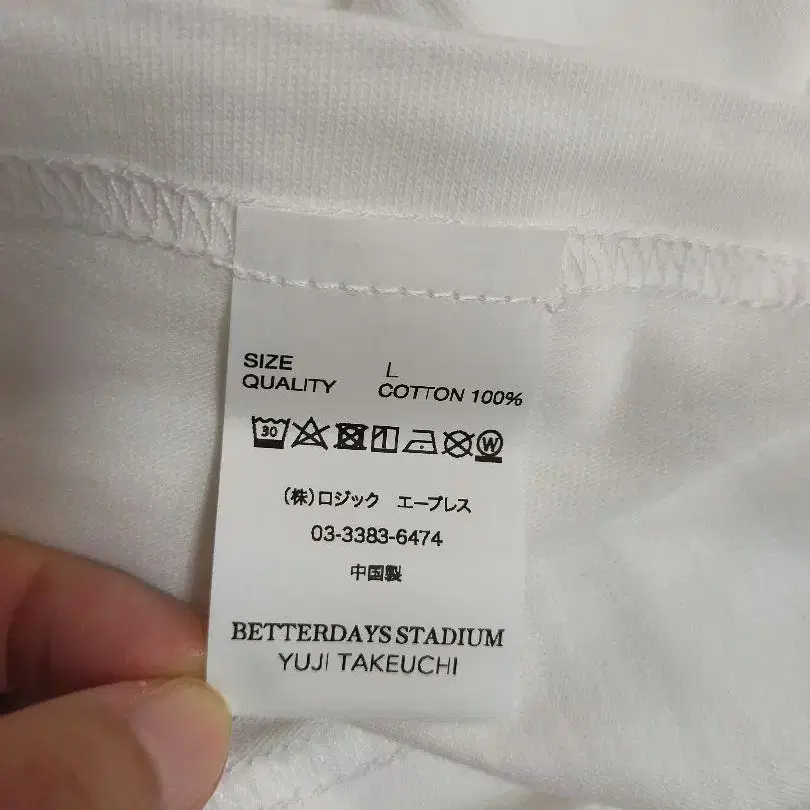 SIZE L
QUALITY COTTON 100%
30 W
(株)ロジック エープレス
03-3383-6474
中国製
BETTERDAYS STADIUM
YUJI TAKEUCHI